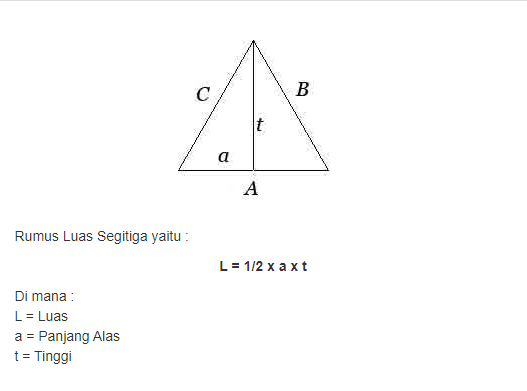 C
B
t
a
A
Rumus Luas Segitiga yaitu :
L = 1/2 x a x t
Di mana :
L = Luas
a = Panjang Alas
t = Tinggi